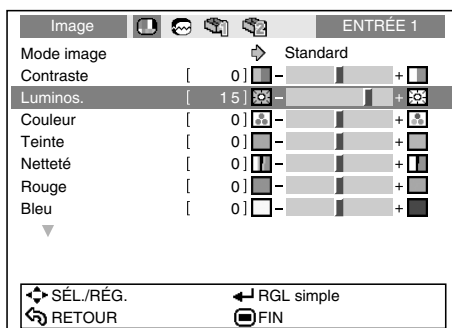 Image ENTRÉE 1
Mode image Standard
Contraste [ 0] - +
Luminos. [ 15] - +
Couleur [ 0] - +
Teinte [ 0] - +
Netteté [ 0] - +
Rouge [ 0] - +
Bleu [ 0] - +
SÉL./RÉG. RGL simple
RETOUR FIN